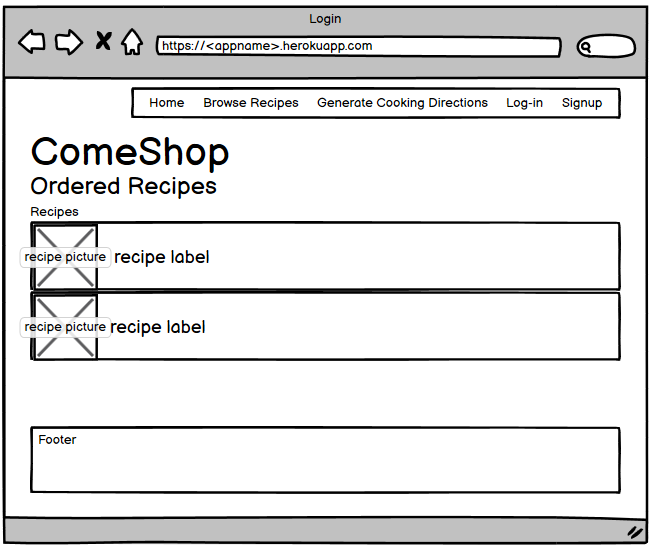 Login
https://<appname>.herokuapp.com
Home Browse Recipes Generate Cooking Directions Log-in Signup
ComeShop
Ordered Recipes
Recipes
recipe picture recipe label
recipe picture recipe label
Footer